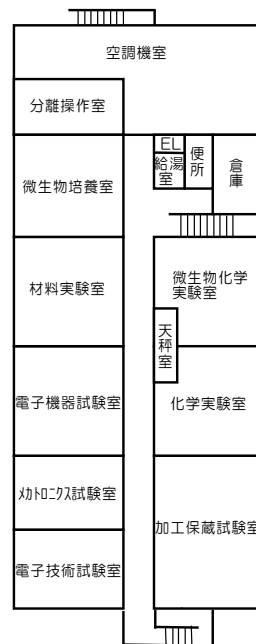 空調機室
分離操作室
EL
給湯
室
便
所
倉
庫
微生物培養室
材料実験室
微生物化学
実験室
天
秤
室
電子機器試験室
化学実験室
ﾒｶﾄﾛﾆｸｽ試験室
加工保蔵試験室
電子技術試験室